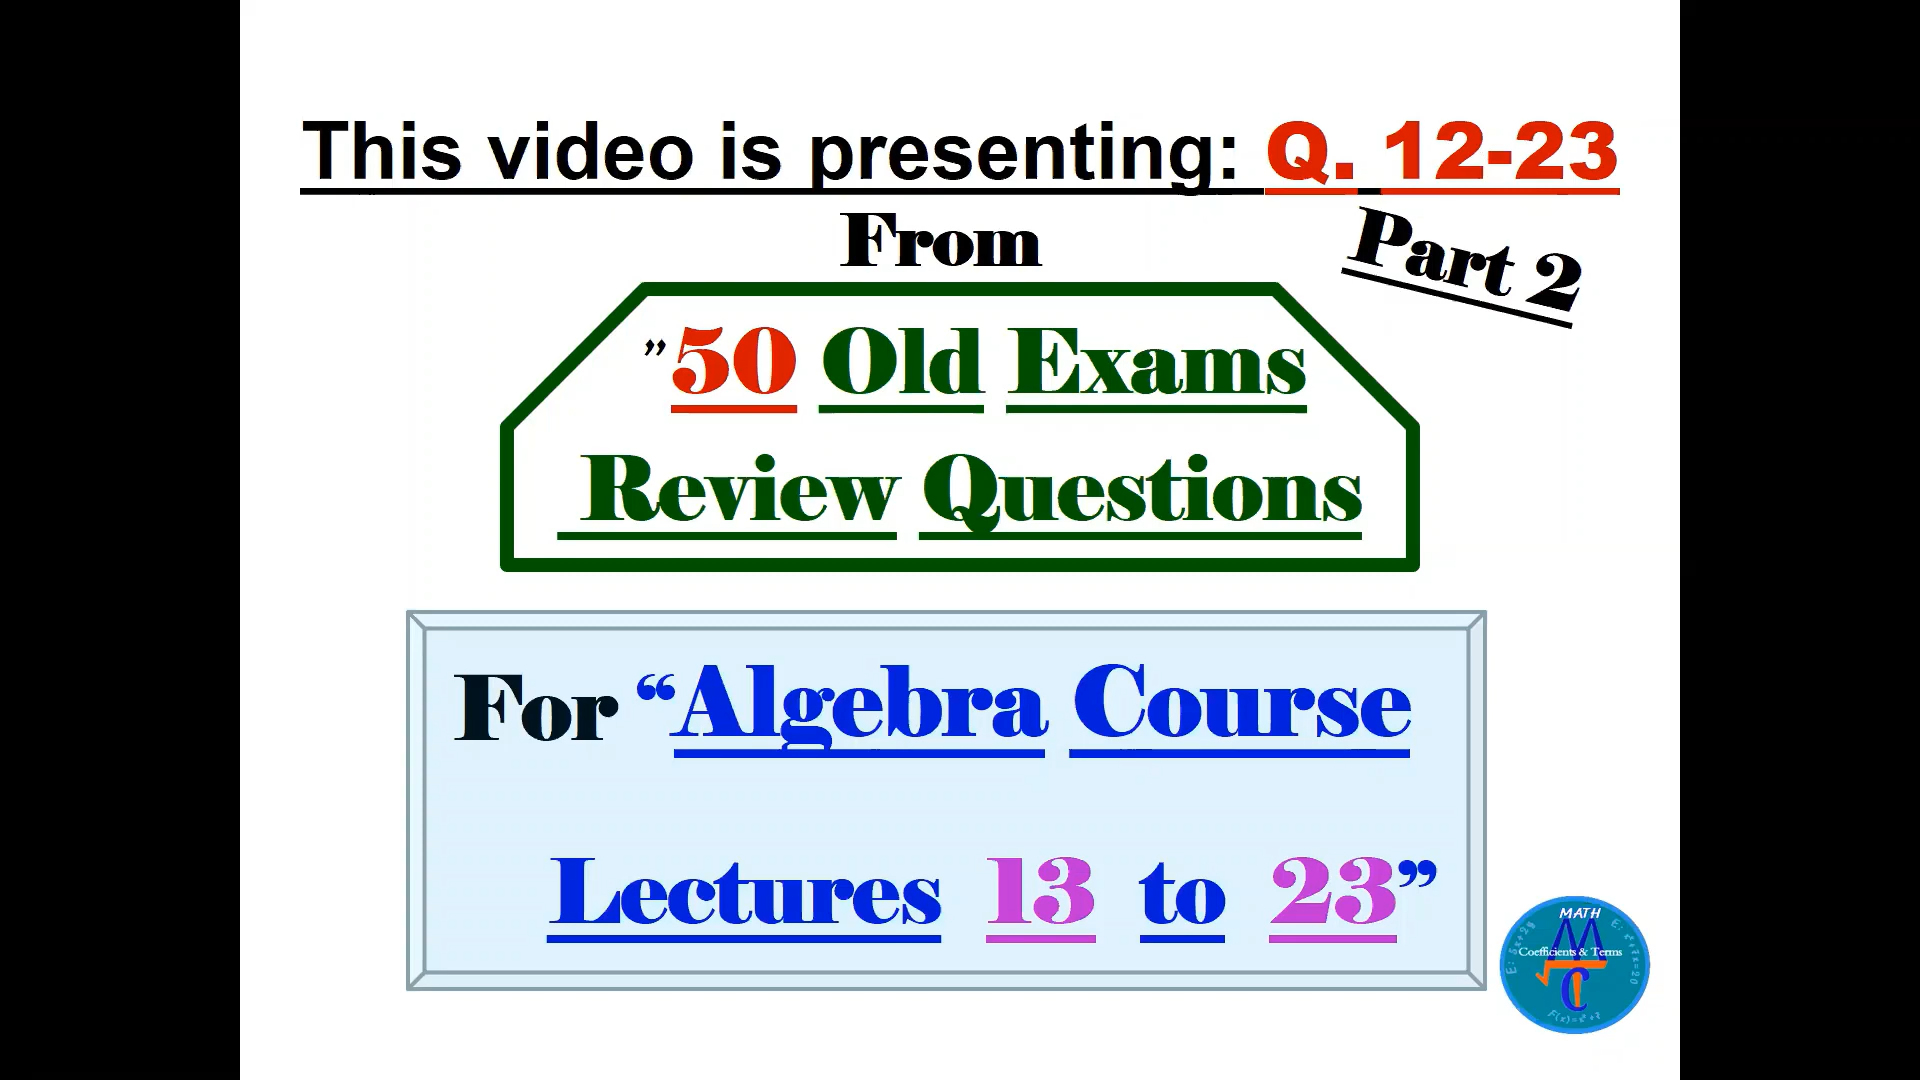 This video is presenting: Q. 12-23
From
Part 2
”50 Old Exams
Review Questions
For “Algebra Course
Lectures 13 to 23”
MATH
Coefficients & Terms